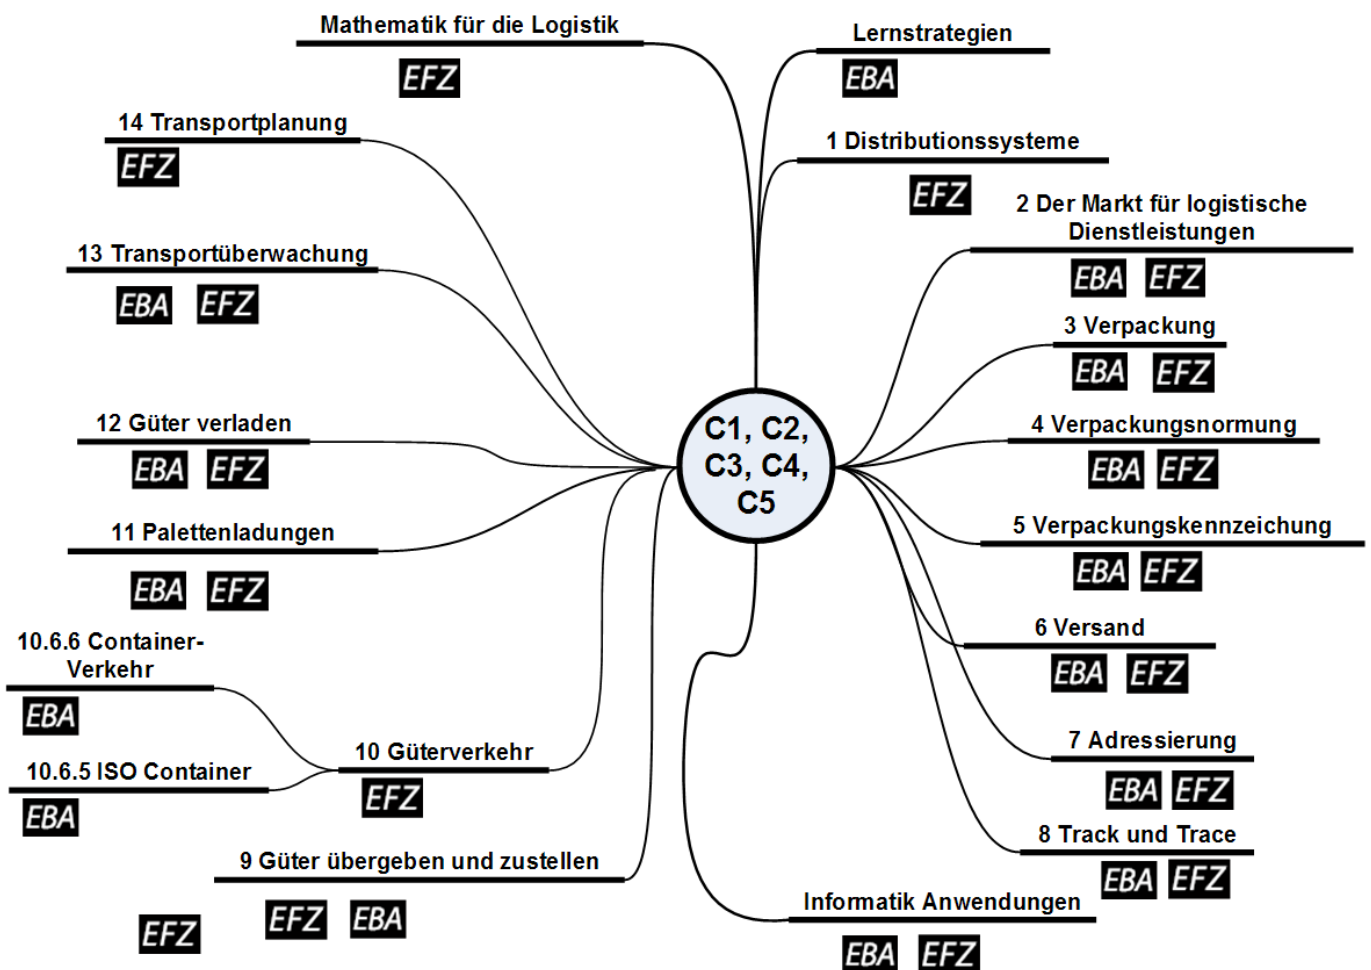 Mathematik für die Logistik
EFZ
Lernstrategien
EBA
14 Transportplanung
EFZ
1 Distributionssysteme
EFZ
2 Der Markt für logistische
Dienstleistungen
EBA EFZ
13 Transportüberwachung
EBA EFZ
3 Verpackung
EBA EFZ
C1, C2,
C3, C4,
C5
12 Güter verladen
EBA EFZ
4 Verpackungsnormung
EBA EFZ
11 Palettenladungen
EBA EFZ
5 Verpackungskennzeichung
EBA EFZ
10.6.6 Container-
Verkehr
EBA
6 Versand
EBA EFZ
10 Güterverkehr
EFZ
10.6.5 ISO Container
EBA
7 Adressierung
EBA EFZ
8 Track und Trace
EBA EFZ
9 Güter übergeben und zustellen
EFZ EBA
EFZ
Informatik Anwendungen
EBA EFZ